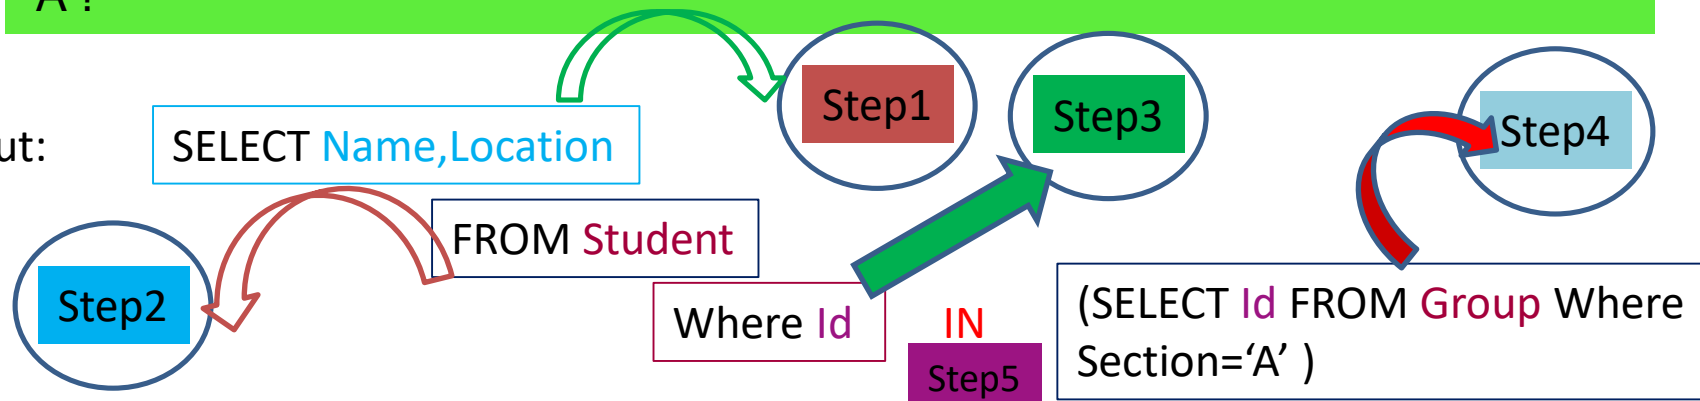 Step1
Step3
Step4
ut: SELECT Name,Location
FROM Student
Step2
Where Id IN (SELECT Id FROM Group Where
Section=‘A’ )
Step5